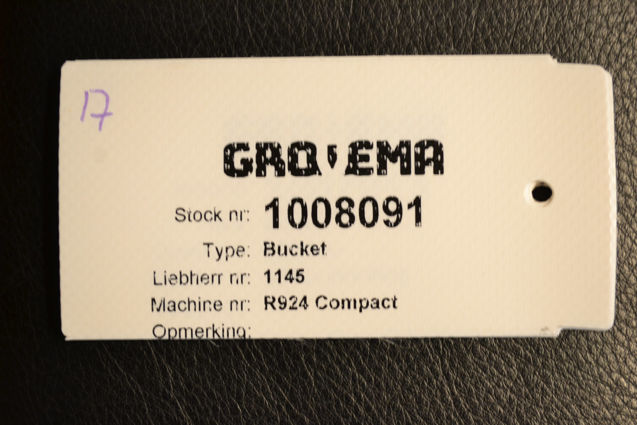 17
GROVEMA
Stock nr: 1008091
Type: Bucket
Liebherr nr: 1145
Machine nr: R924 Compact
Opmerking: